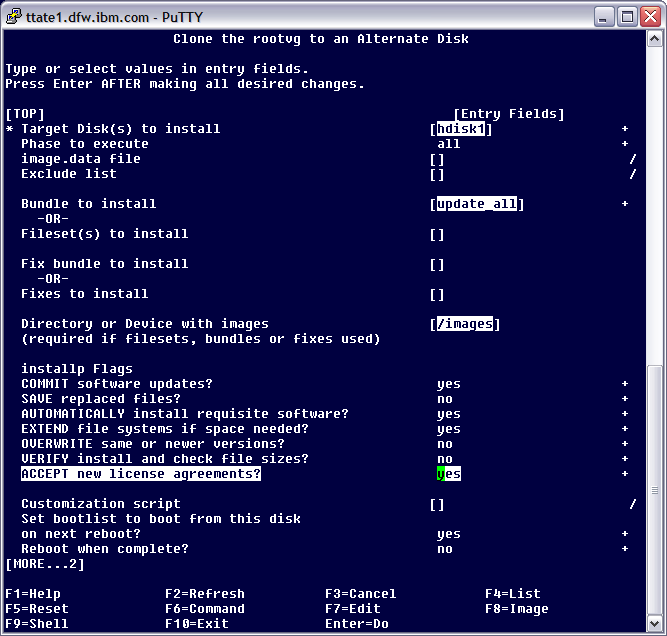 ttate1.dfw.ibm.com - PuTTY
Clone the rootvg to an Alternate Disk
Type or select values in entry fields.
Press Enter AFTER making all desired changes.
[TOP] [Entry Fields]
* Target Disk(s) to install [hdisk1] +
Phase to execute all +
image.data file [] /
Exclude list [] /
Bundle to install [update_all] +
-OR-
Fileset(s) to install []
Fix bundle to install []
-OR-
Fixes to install []
Directory or Device with images [/images]
(required if filesets, bundles or fixes used)
installp Flags
COMMIT software updates? yes +
SAVE replaced files? no +
AUTOMATICALLY install requisite software? yes +
EXTEND file systems if space needed? yes +
OVERWRITE same or newer versions? no +
VERIFY install and check file sizes? no +
ACCEPT new license agreements? yes +
Customization script [] /
Set bootlist to boot from this disk
on next reboot? yes +
Reboot when complete? no +
[MORE...2]
F1=Help F2=Refresh F3=Cancel F4=List
F5=Reset F6=Command F7=Edit F8=Image
F9=Shell F10=Exit Enter=Do